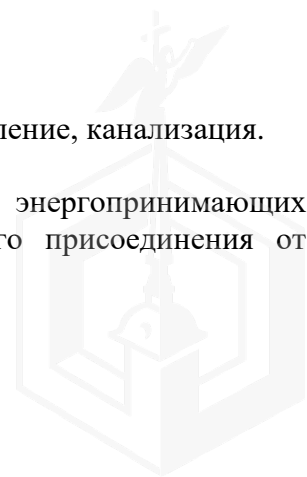 ление, канализация.
энергопринимающих
го присоединения от